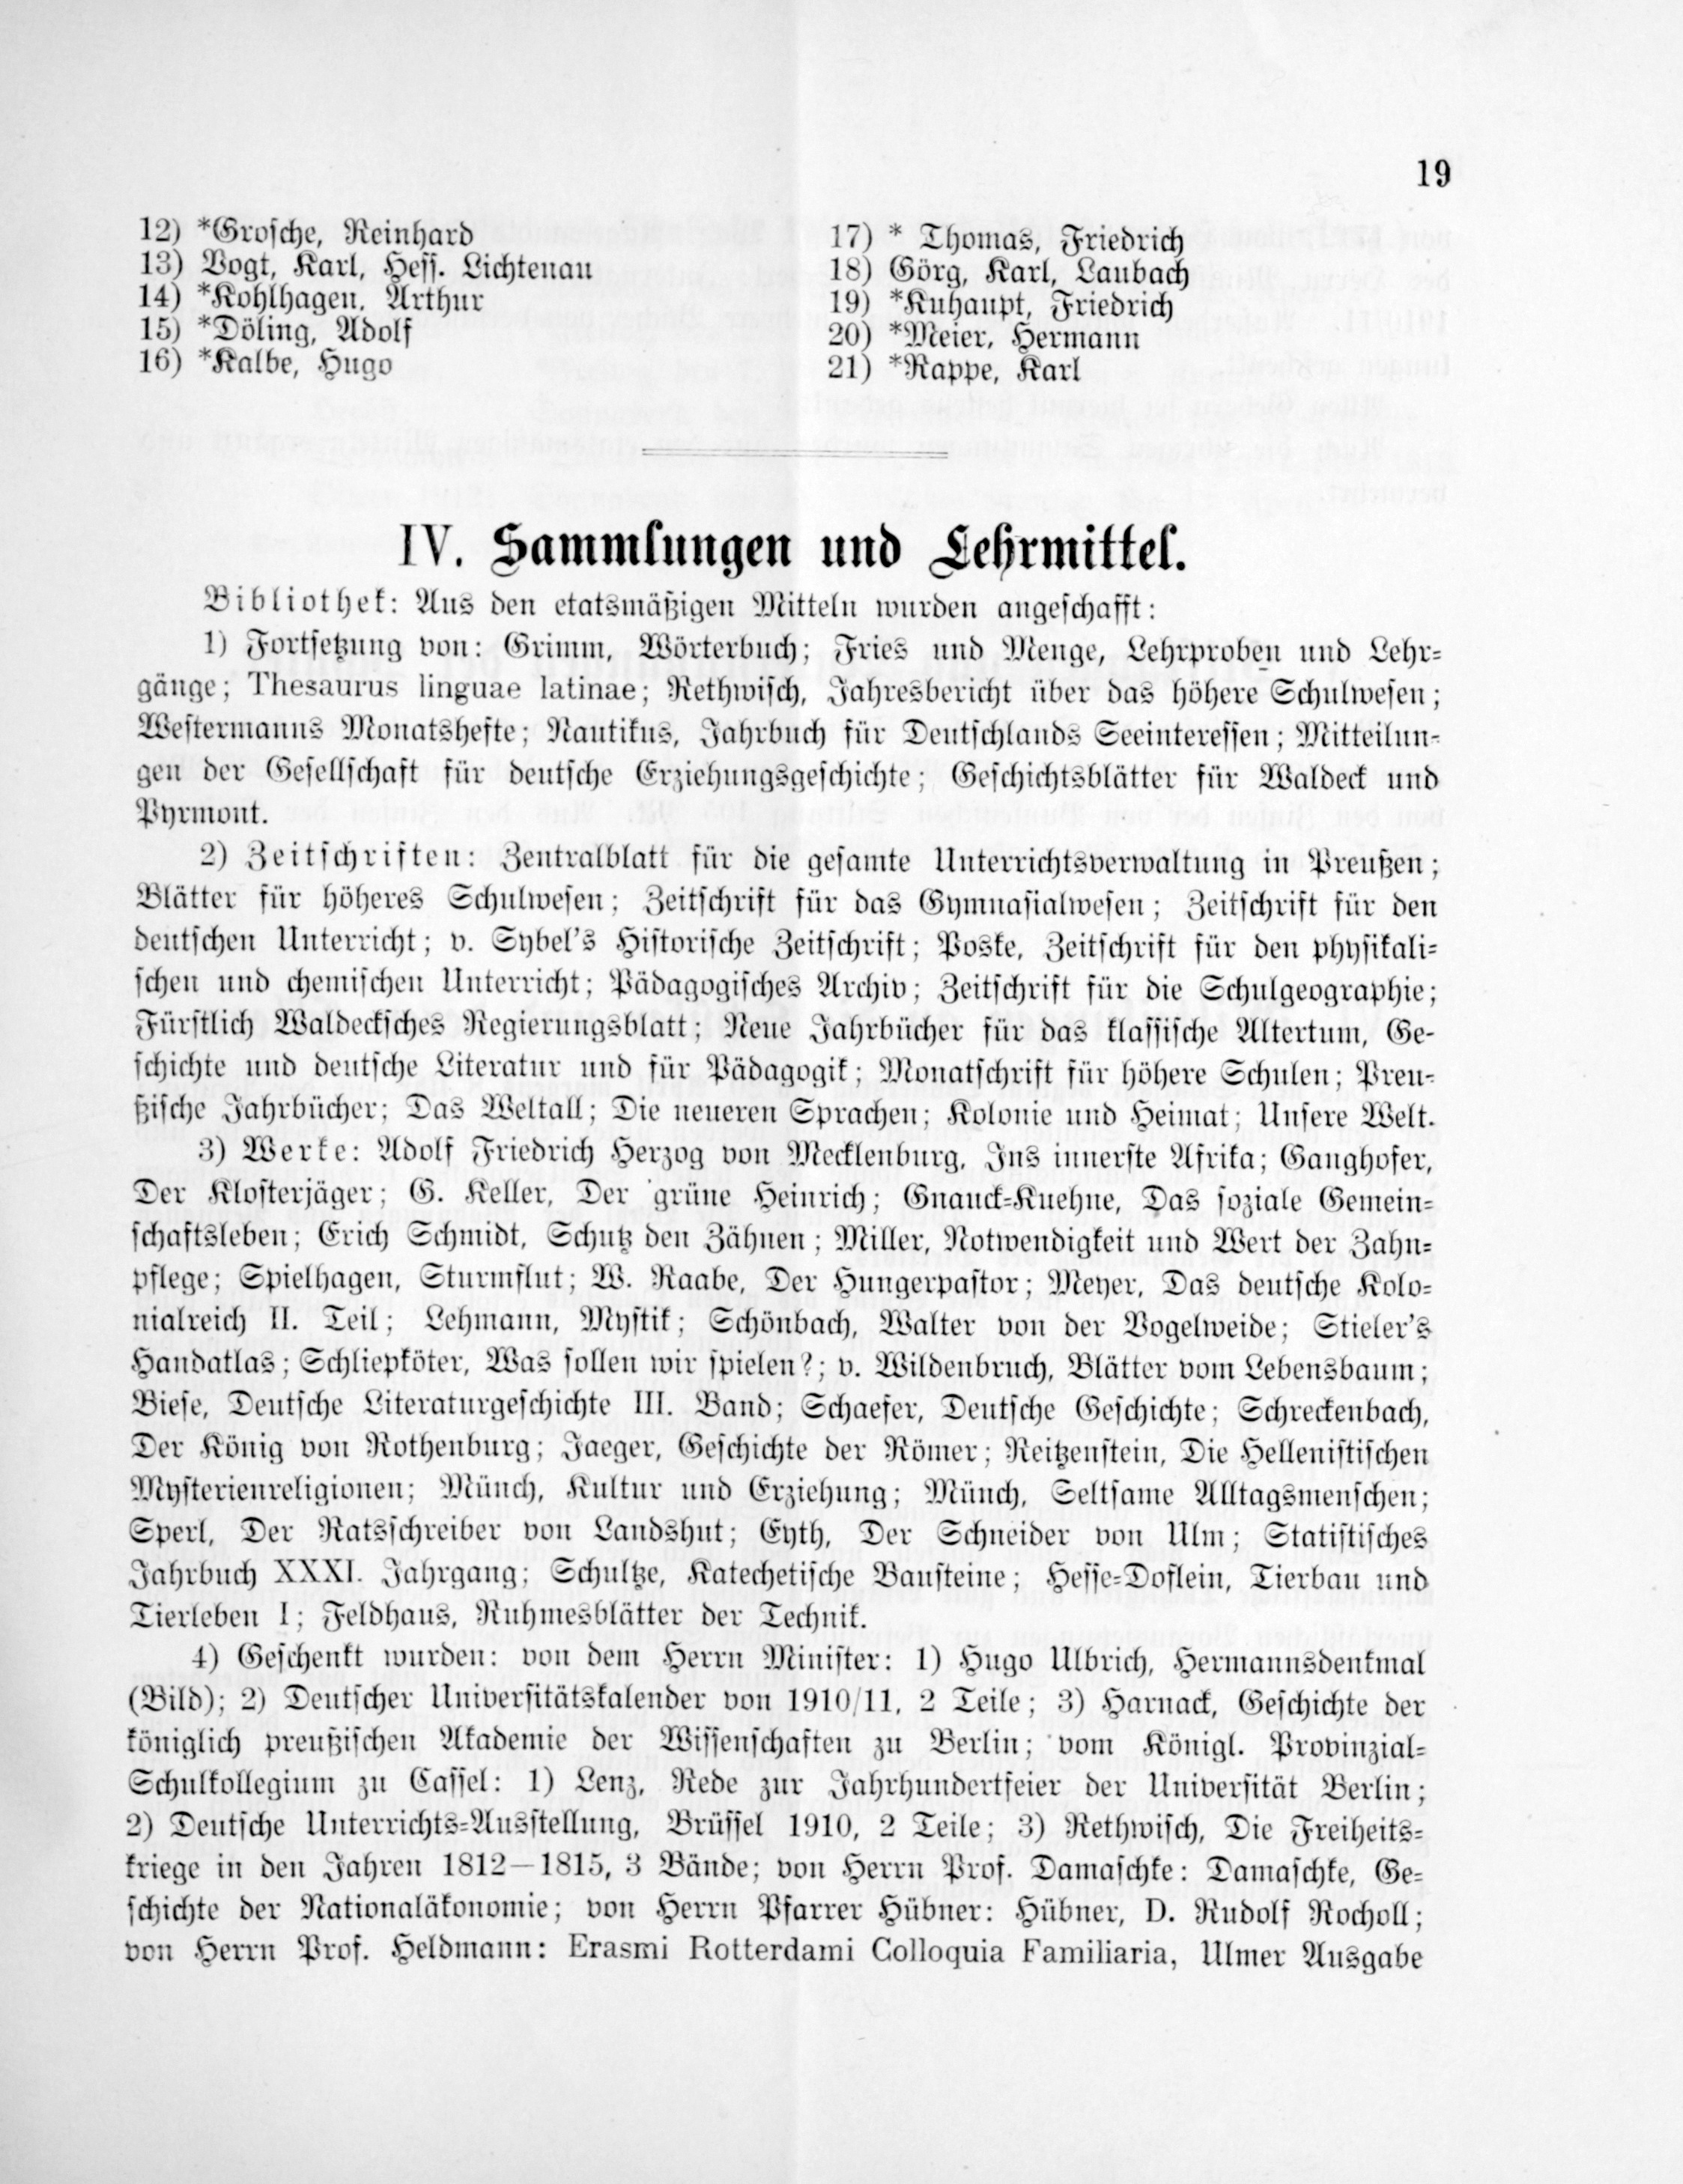 19
12) *Grosche, Reinhard
13) Vogt, Karl, Hess. Lichtenau
14) *Kohlhagen, Arthur
15) *Döling, Adolf
16) *Kalbe, Hugo
17) * Thomas, Friedrich
18) Görg, Karl, Laubach
19) *Kuhaupt, Friedrich
20) *Meier, Hermann
21) *Rappe, Karl
IV. Sammlungen und Lehrmittel.
Bibliothek: Aus den etatsmäßigen Mitteln wurden angeschafft:
1) Fortsetzung von: Grimm, Wörterbuch; Fries und Menge, Lehrproben und Lehr-
gänge; Thesaurus linguae latinae; Rethwisch, Jahresbericht über das höhere Schulwesen;
Westermanns Monatshefte; Nautikus, Jahrbuch für Deutschlands Seeinteressen; Mitteilun-
gen der Gesellschaft für deutsche Erziehungsgeschichte; Geschichtsblätter für Waldeck und
Pyrmont.
2) Zeitschriften: Zentralblatt für die gesamte Unterrichtsverwaltung in Preußen;
Blätter für höheres Schulwesen; Zeitschrift für das Gymnasialwesen; Zeitschrift für den
deutschen Unterricht; v. Sybel's Historische Zeitschrift; Poske, Zeitschrift für den physikali-
schen und chemischen Unterricht; Pädagogisches Archiv; Zeitschrift für die Schulgeographie;
Fürstlich Waldecksches Regierungsblatt; Neue Jahrbücher für das klassische Altertum, Ge-
schichte und deutsche Literatur und für Pädagogik; Monatschrift für höhere Schulen; Preu-
ßische Jahrbücher; Das Weltall; Die neueren Sprachen; Kolonie und Heimat; Unsere Welt.
3) Werke: Adolf Friedrich Herzog von Mecklenburg, Ins innerste Afrika; Ganghofer,
Der Klosterjäger; G. Keller, Der grüne Heinrich; Gnauck-Kuehne, Das soziale Gemein-
schaftsleben; Erich Schmidt, Schutz den Zähnen; Miller, Notwendigkeit und Wert der Zahn-
pflege; Spielhagen, Sturmflut; W. Raabe, Der Hungerpastor; Meyer, Das deutsche Kolo-
nialreich II. Teil; Lehmann, Mystik; Schönbach, Walter von der Vogelweide; Stieler's
Handatlas; Schliepköter, Was sollen wir spielen?; v. Wildenbruch, Blätter vom Lebensbaum;
Biese, Deutsche Literaturgeschichte III. Band; Schaefer, Deutsche Geschichte; Schreckenbach,
Der König von Rothenburg; Jaeger, Geschichte der Römer; Reitzenstein, Die Hellenistischen
Mysterienreligionen; Münch, Kultur und Erziehung; Münch, Seltsame Alltagsmenschen;
Sperl, Der Ratsschreiber von Landshut; Eyth, Der Schneider von Ulm; Statistisches
Jahrbuch XXXI. Jahrgang; Schultze, Katechetische Bausteine; Hesse-Doflein, Tierbau und
Tierleben I; Feldhaus, Ruhmesblätter der Technik.
4) Geschenkt wurden: von dem Herrn Minister: 1) Hugo Ulbrich, Hermannsdenkmal
(Bild); 2) Deutscher Universitätskalender von 1910/11, 2 Teile; 3) Harnack, Geschichte der
königlich preußischen Akademie der Wissenschaften zu Berlin; vom Königl. Provinzial-
Schulkollegium zu Cassel: 1) Lenz, Rede zur Jahrhundertfeier der Universität Berlin;
2) Deutsche Unterrichts-Ausstellung, Brüssel 1910, 2 Teile; 3) Rethwisch, Die Freiheits-
kriege in den Jahren 1812—1815, 3 Bände; von Herrn Prof. Damaschke: Damaschke, Ge-
schichte der Nationaläkonomie; von Herrn Pfarrer Hübner: Hübner, D. Rudolf Rocholl;
von Herrn Prof. Heldmann: Erasmi Rotterdami Colloquia Familiaria, Ulmer Ausgabe